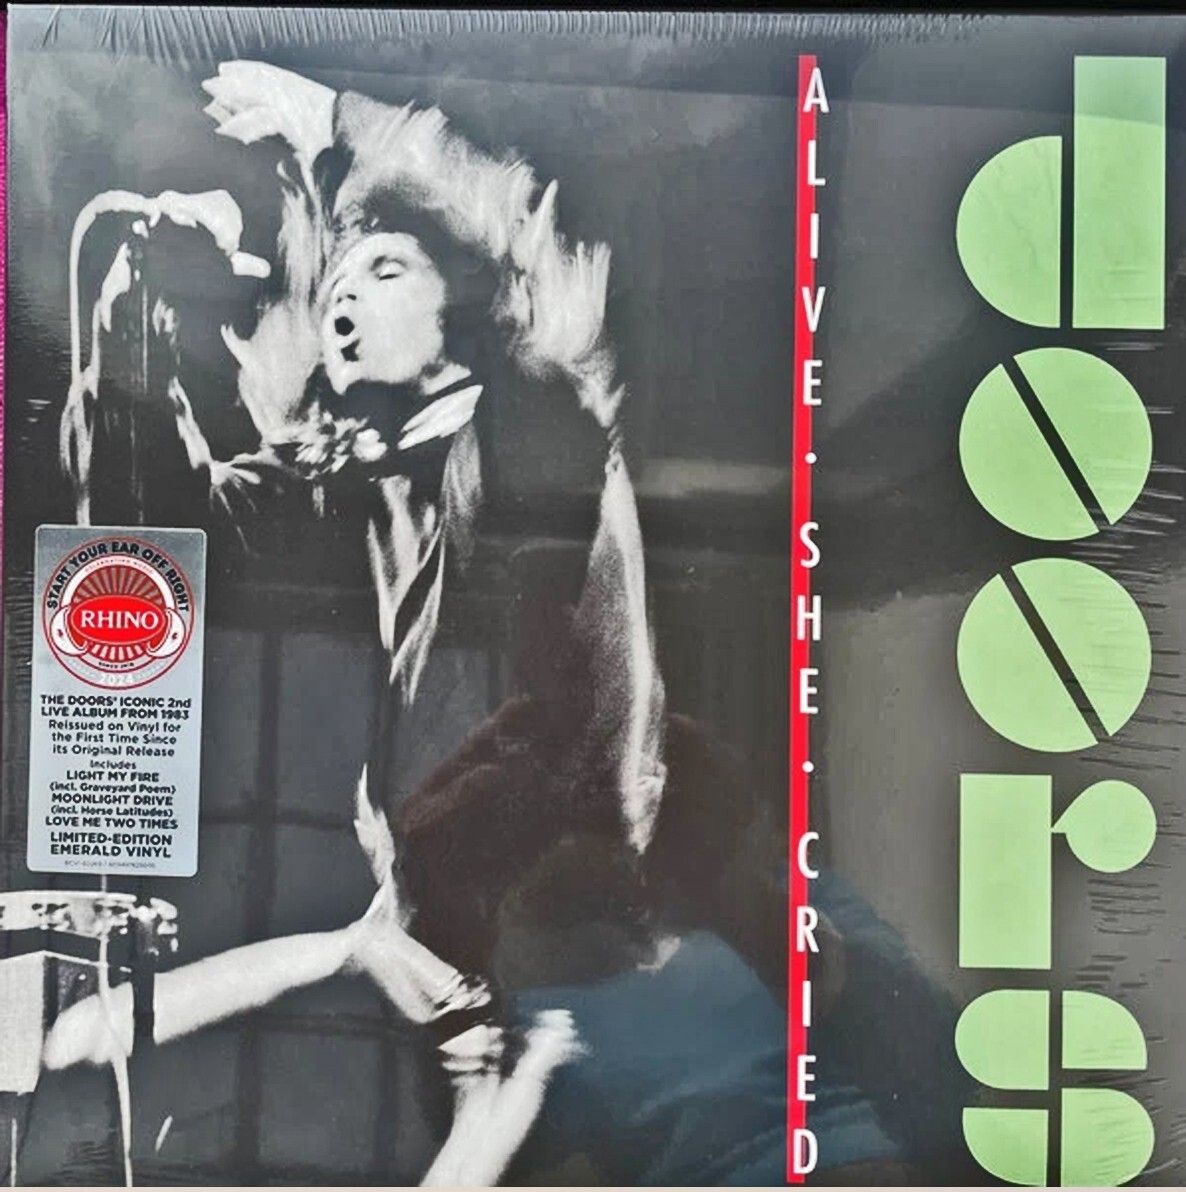 ALIVE · SHE · CRIED
doors
START YOUR EAR OFF RIGHT
RHINO
2024
THE DOORS' ICONIC 2nd
LIVE ALBUM FROM 1983
Reissued on Vinyl for
the First Time Since
its Original Release
Includes
LIGHT MY FIRE
(incl. Graveyard Poem)
MOONLIGHT DRIVE
(incl. Horse Latitudes)
LOVE ME TWO TIMES
LIMITED-EDITION
EMERALD VINYL